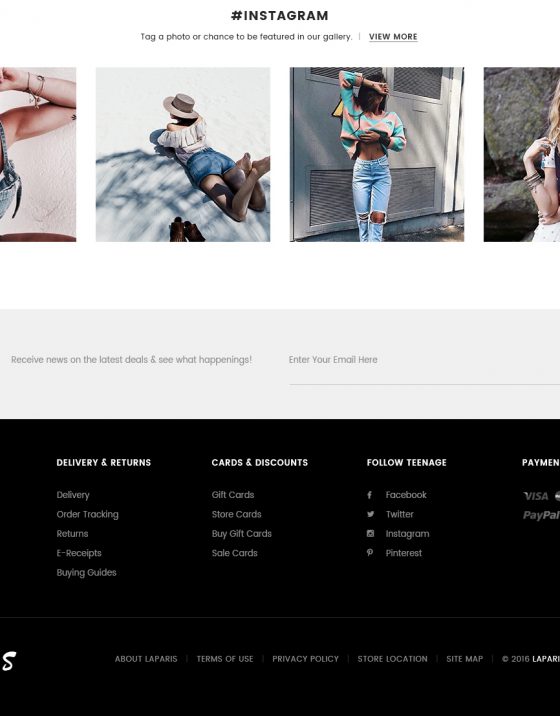 #INSTAGRAM
Tag a photo or chance to be featured in our gallery. | VIEW MORE
Receive news on the latest deals & see what happenings!
Enter Your Email Here
DELIVERY & RETURNS
Delivery
Order Tracking
Returns
E-Receipts
Buying Guides
CARDS & DISCOUNTS
Gift Cards
Store Cards
Buy Gift Cards
Sale Cards
FOLLOW TEENAGE
Facebook
Twitter
Instagram
Pinterest
PAYMEN
VISA
PayPal
S
ABOUT LAPARIS | TERMS OF USE | PRIVACY POLICY | STORE LOCATION | SITE MAP | © 2016 LAPARI